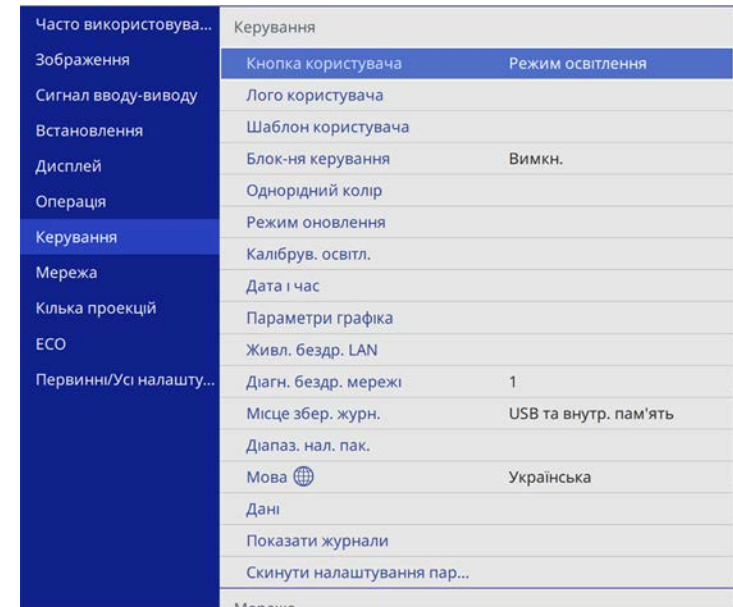 Часто використовува...
Зображення
Сигнал вводу-виводу
Встановлення
Дисплей
Операція
Керування
Мережа
Кілька проекцій
ECO
Первинні/Усі налашту...
Керування
Кнопка користувача Режим освітлення
Лого користувача
Шаблон користувача
Блок-ня керування Вимкн.
Однорідний колір
Режим оновлення
Калібрув. освітл.
Дата і час
Параметри графіка
Живл. бездр. LAN
Діагн. бездр. мережі 1
Місце збер. журн. USB та внутр. пам'ять
Діапаз. нал. пак.
Мова Українська
Дані
Показати журнали
Скинути налаштування пар...
Мережа